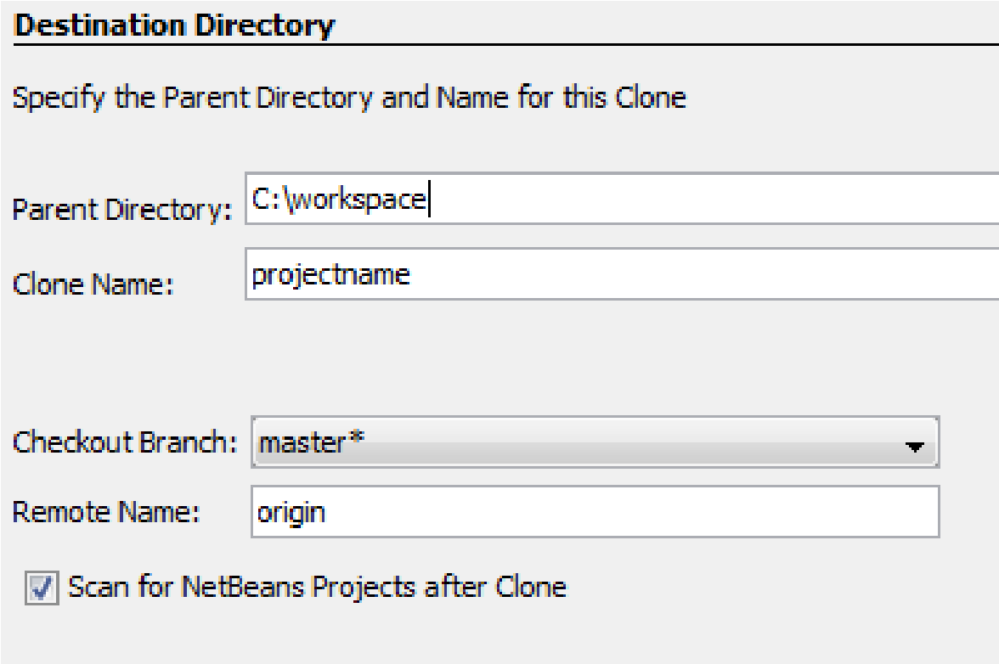 Destination Directory
Specify the Parent Directory and Name for this Clone
Parent Directory: C:\workspace
Clone Name: projectname
Checkout Branch: master*
Remote Name: origin
Scan for NetBeans Projects after Clone